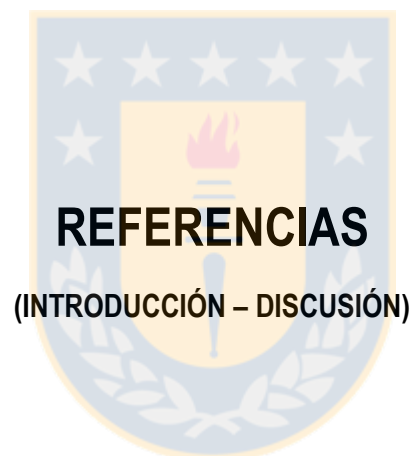 REFERENCIAS
(INTRODUCCIÓN – DISCUSIÓN)